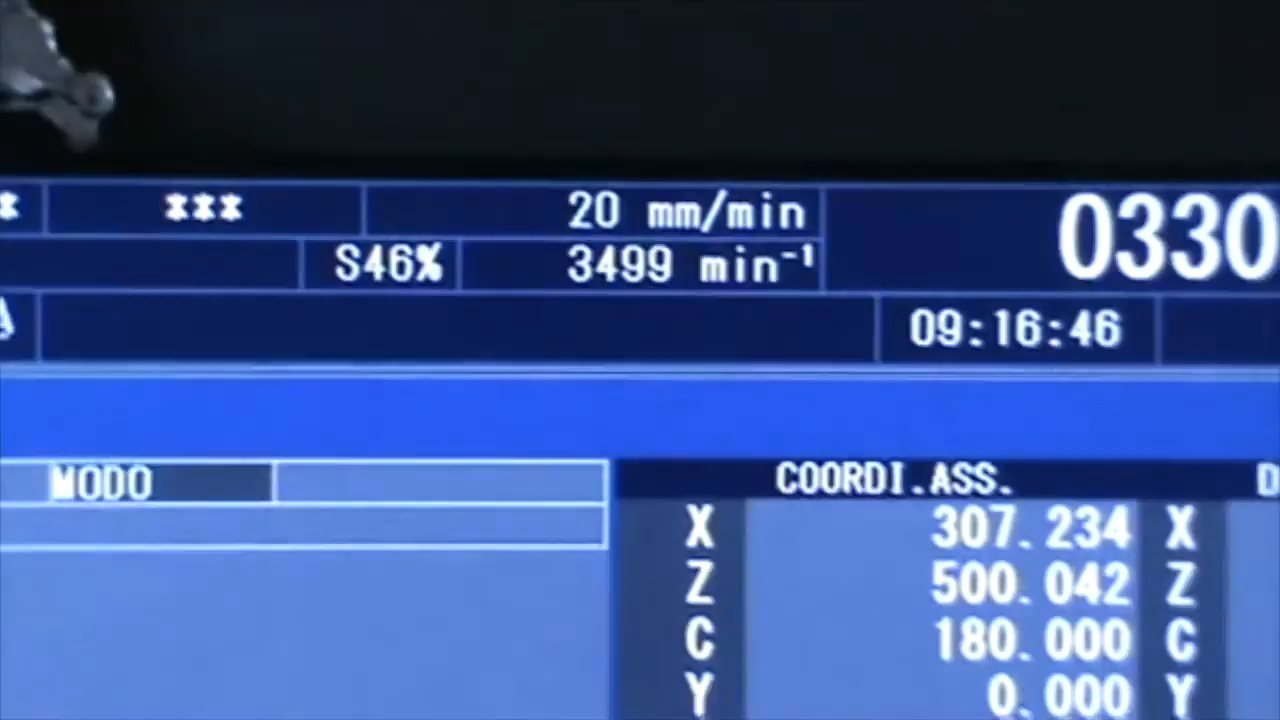 * *** 20 mm/min 0330
S46% 3499 min⁻¹
09:16:46
MODO COORDI.ASS.
X 307.234 X
Z 500.042 Z
C 180.000 C
Y 0.000 Y